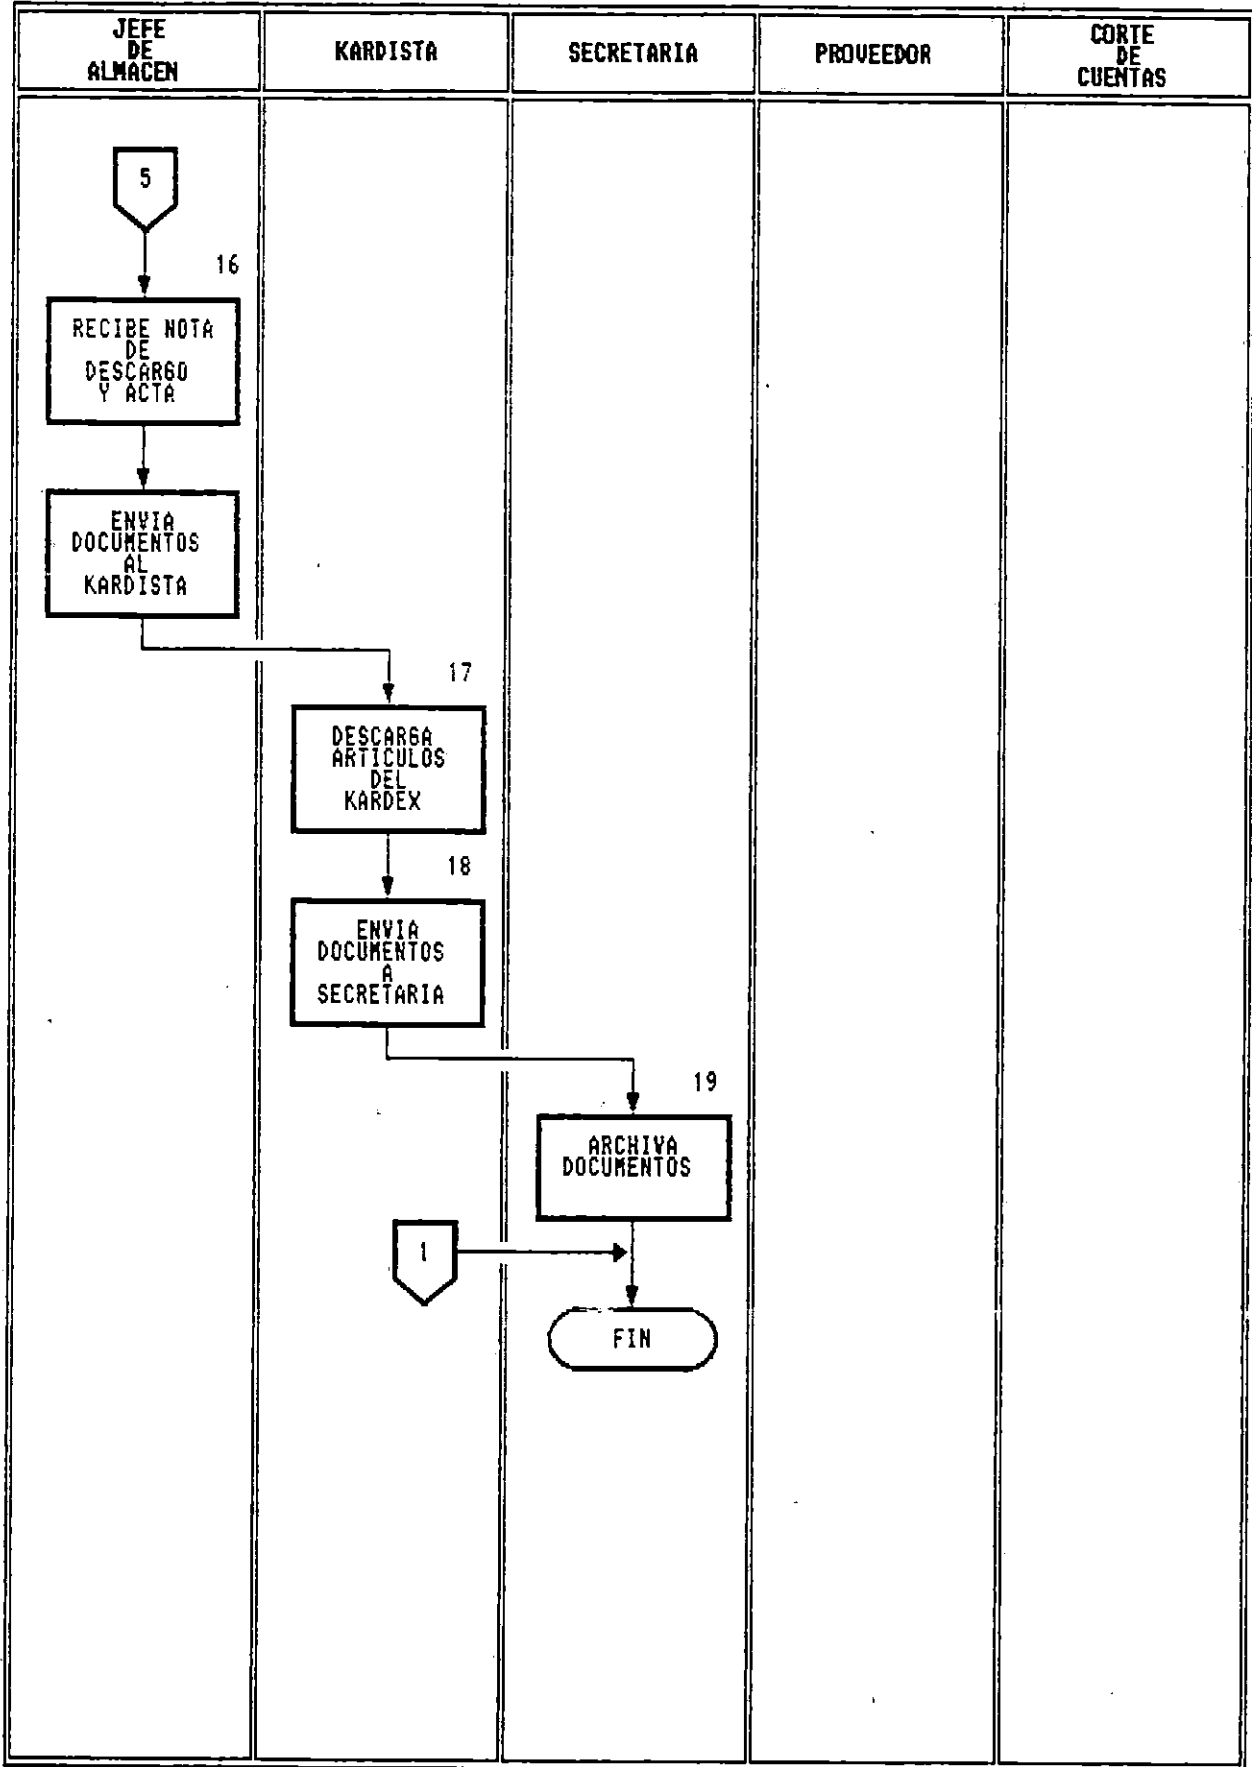 JEFE
DE
ALMACEN
KARDISTA
SECRETARIA
PROVEEDOR
CORTE
DE
CUENTAS
5
16
RECIBE NOTA
DE
DESCARGO
Y ACTA
ENVIA
DOCUMENTOS
AL
KARDISTA
17
DESCARGA
ARTICULOS
DEL
KARDEX
18
ENVIA
DOCUMENTOS
A
SECRETARIA
19
ARCHIVA
DOCUMENTOS
1
FIN